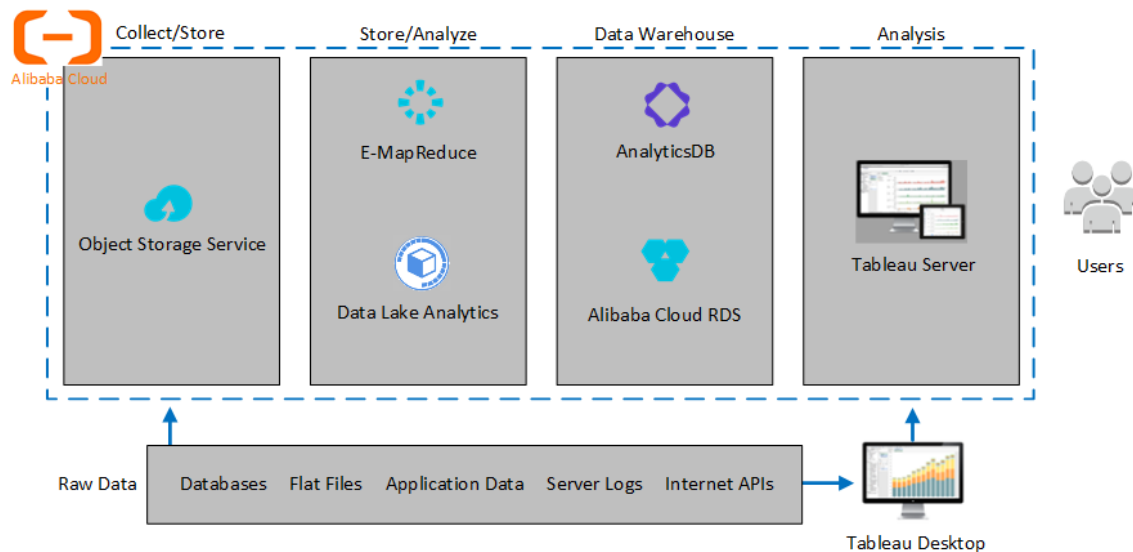 Collect/Store
Store/Analyze
Data Warehouse
Analysis
Alibaba Cloud
E-MapReduce
AnalyticsDB
Object Storage Service
Tableau Server
Users
Data Lake Analytics
Alibaba Cloud RDS
Raw Data
Databases
Flat Files
Application Data
Server Logs
Internet APIs
Tableau Desktop